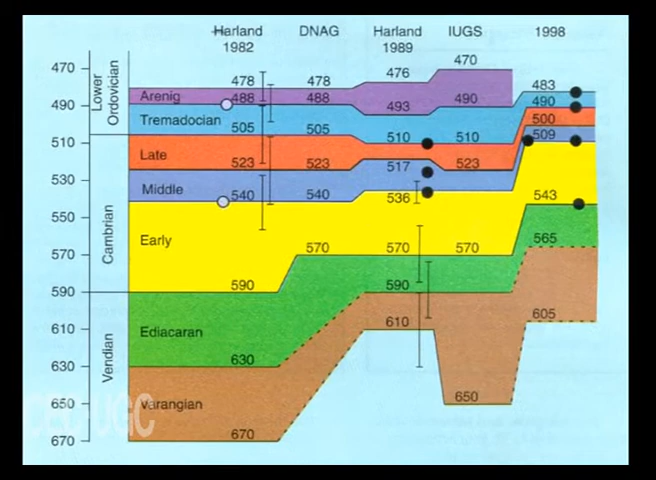 Harland 1982
DNAG
Harland 1989
IUGS
1998
470
490
510
530
550
570
590
610
630
650
670
Lower Ordovician
Cambrian
Vendian
478 478 476 470 483
Arenig 488 488 493 490 490
Tremadocian 505 505 510 510 500
Late 523 523 517 523 509
Middle 540 540 536 543
Early 590 570 570 570 565
Ediacaran 630 590 605
Varangian 670 610 650
CEC-UGC